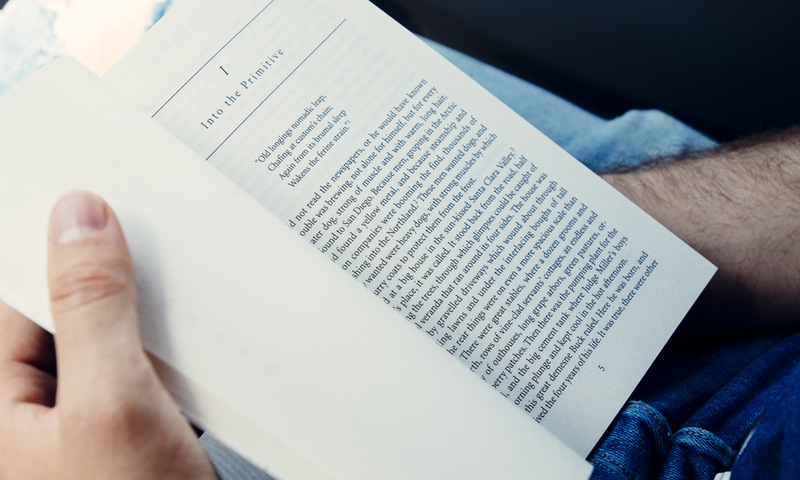 I
Into the Primitive
"Old longings nomadic leap,
Chafing at custom's chain;
Again from its brumal sleep
Wakens the ferine strain."¹
d not read the newspapers, or he would have known
ouble was brewing, not alone for himself, but for every
ater dog, strong of muscle and with warm, long hair,
ound to San Diego. Because men, groping in the Arctic
d found a yellow metal, and because steamship and
on companies were booming the find, thousands of
hing into the Northland.² These men wanted dogs, and
wanted were heavy dogs, with strong muscles by which
urry coats to protect them from the frost.
d at a big house in the sun-kissed Santa Clara Valley.³
's place, it was called. It stood back from the road, half
ng the trees, through which glimpses could be caught of
l veranda that ran around its four sides. The house was
by gravelled driveways which wound about through
ing lawns and under the interlacing boughs of tall
he rear things were on even a more spacious scale than
There were great stables, where a dozen grooms and
rth, rows of vine-clad servants' cottages, an endless and
y of outhouses, long grape arbors, green pastures, or-
berry patches. Then there was the pumping plant for the
, and the big cement tank where Judge Miller's boys
orning plunge and kept cool in the hot afternoon.
this great demesne Buck ruled. Here he was born, and
ived the four years of his life. It was true, there were other
5